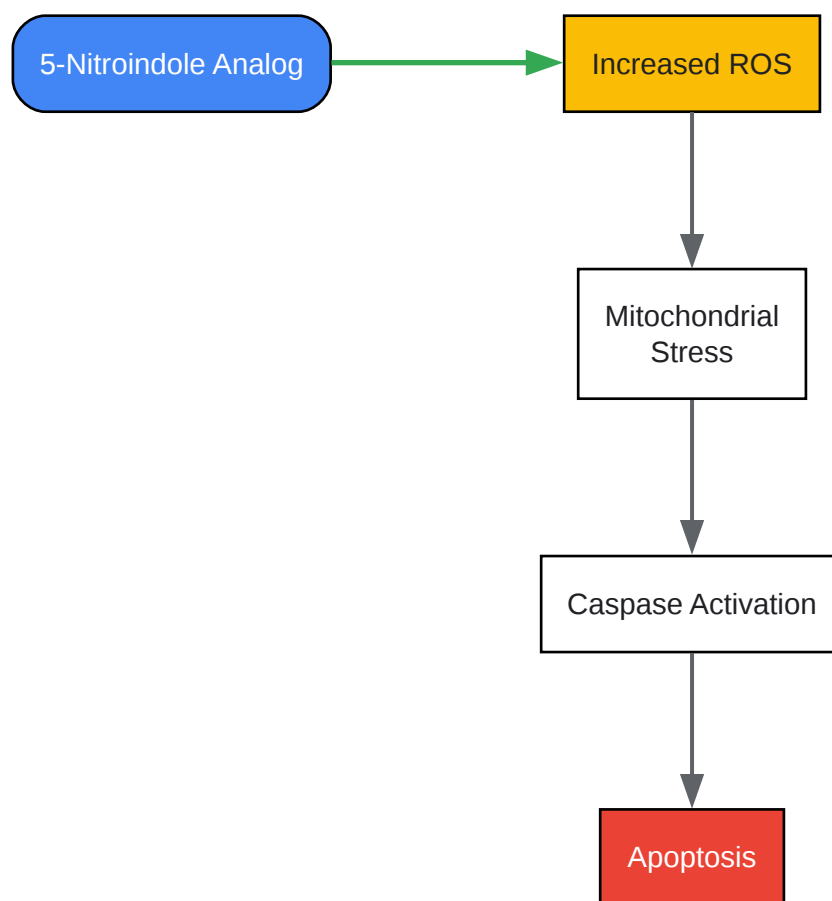 5-Nitroindole Analog
Increased ROS
Mitochondrial
Stress
Caspase Activation
Apoptosis